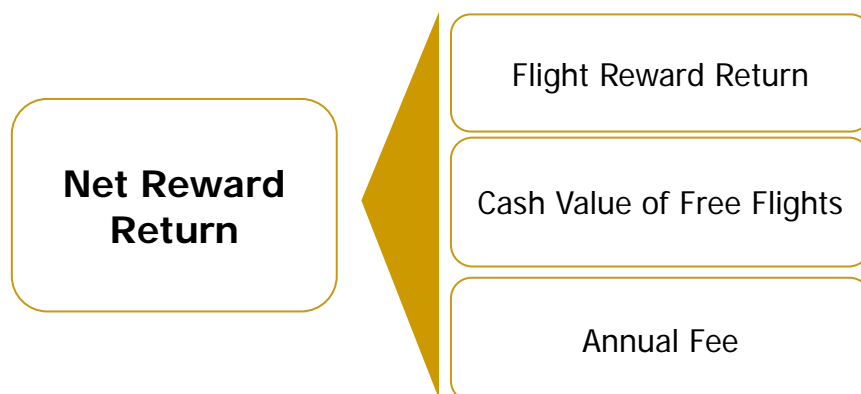 Net Reward
Return
Flight Reward Return
Cash Value of Free Flights
Annual Fee